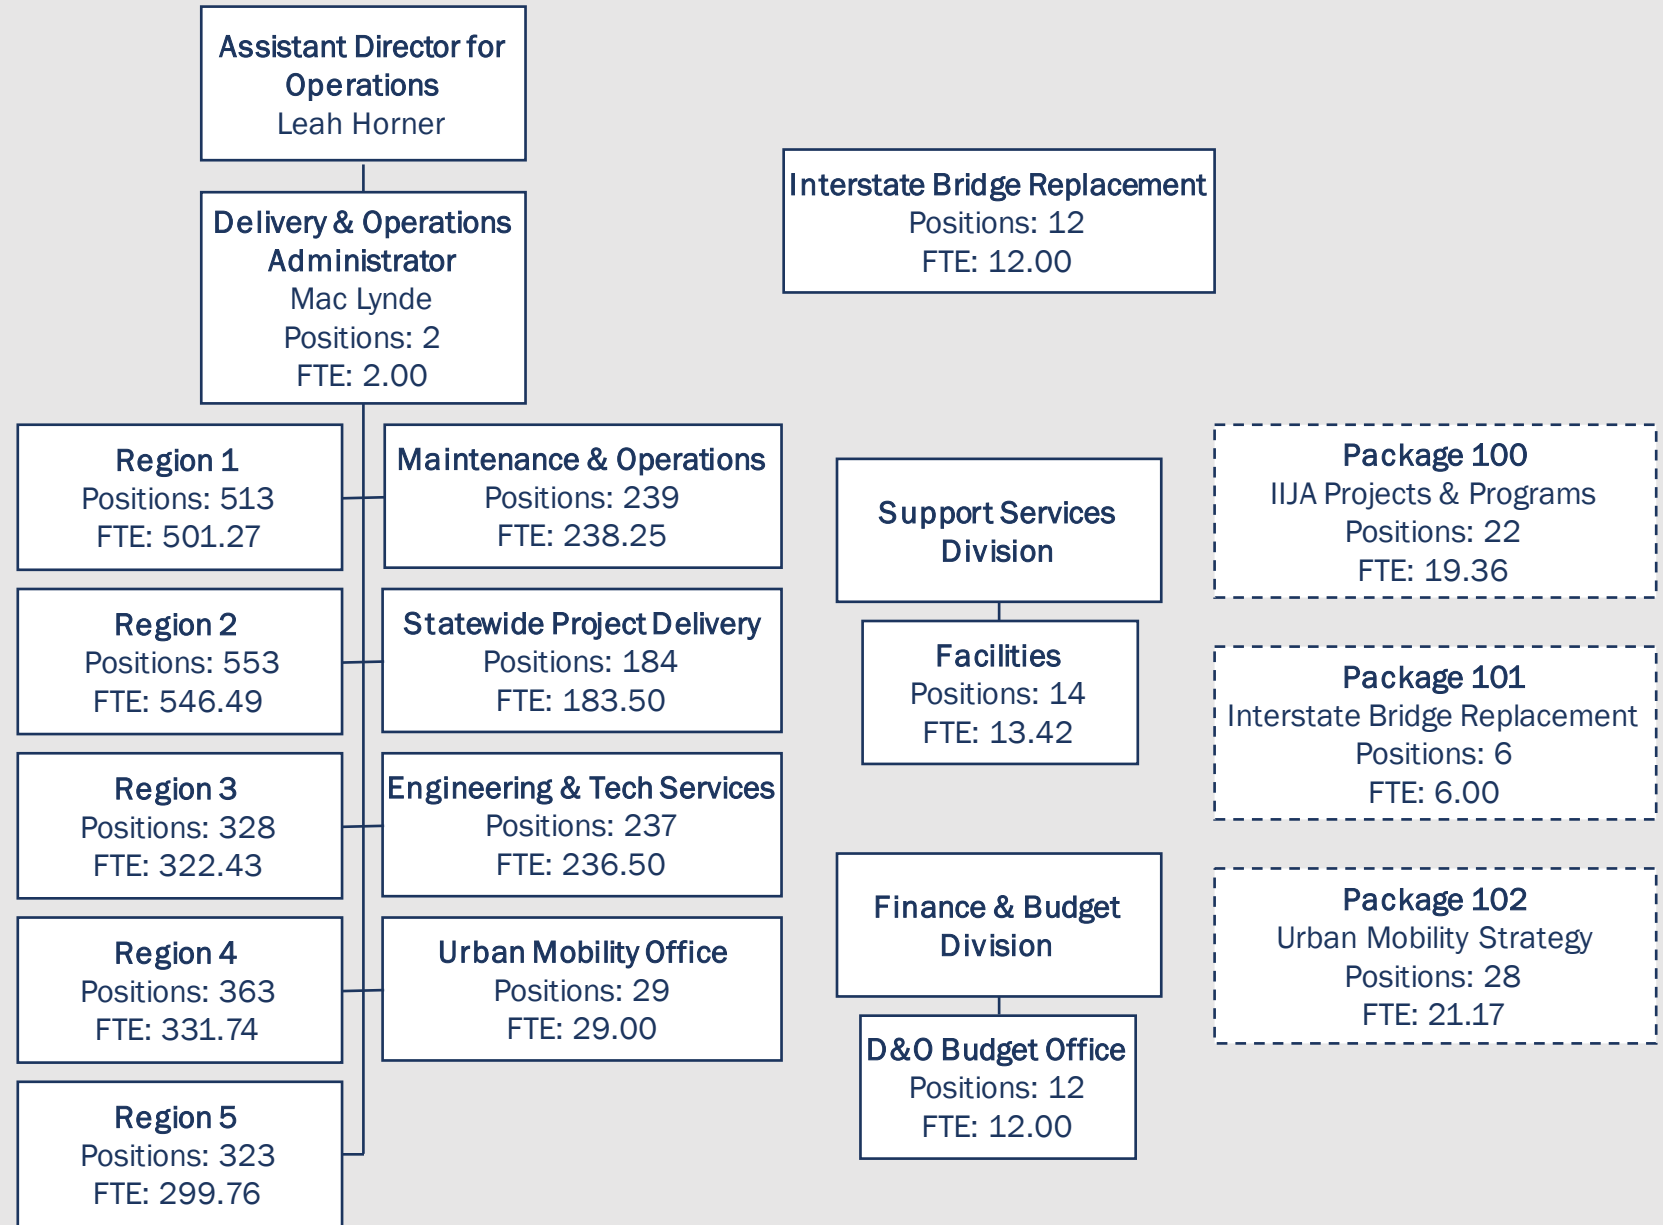 Assistant Director for
Operations
Leah Horner
Delivery & Operations
Administrator
Mac Lynde
Positions: 2
FTE: 2.00
Interstate Bridge Replacement
Positions: 12
FTE: 12.00
Region 1
Positions: 513
FTE: 501.27
Region 2
Positions: 553
FTE: 546.49
Region 3
Positions: 328
FTE: 322.43
Region 4
Positions: 363
FTE: 331.74
Region 5
Positions: 323
FTE: 299.76
Maintenance & Operations
Positions: 239
FTE: 238.25
Statewide Project Delivery
Positions: 184
FTE: 183.50
Engineering & Tech Services
Positions: 237
FTE: 236.50
Urban Mobility Office
Positions: 29
FTE: 29.00
Support Services
Division
Facilities
Positions: 14
FTE: 13.42
Finance & Budget
Division
D&O Budget Office
Positions: 12
FTE: 12.00
Package 100
IIJA Projects & Programs
Positions: 22
FTE: 19.36
Package 101
Interstate Bridge Replacement
Positions: 6
FTE: 6.00
Package 102
Urban Mobility Strategy
Positions: 28
FTE: 21.17